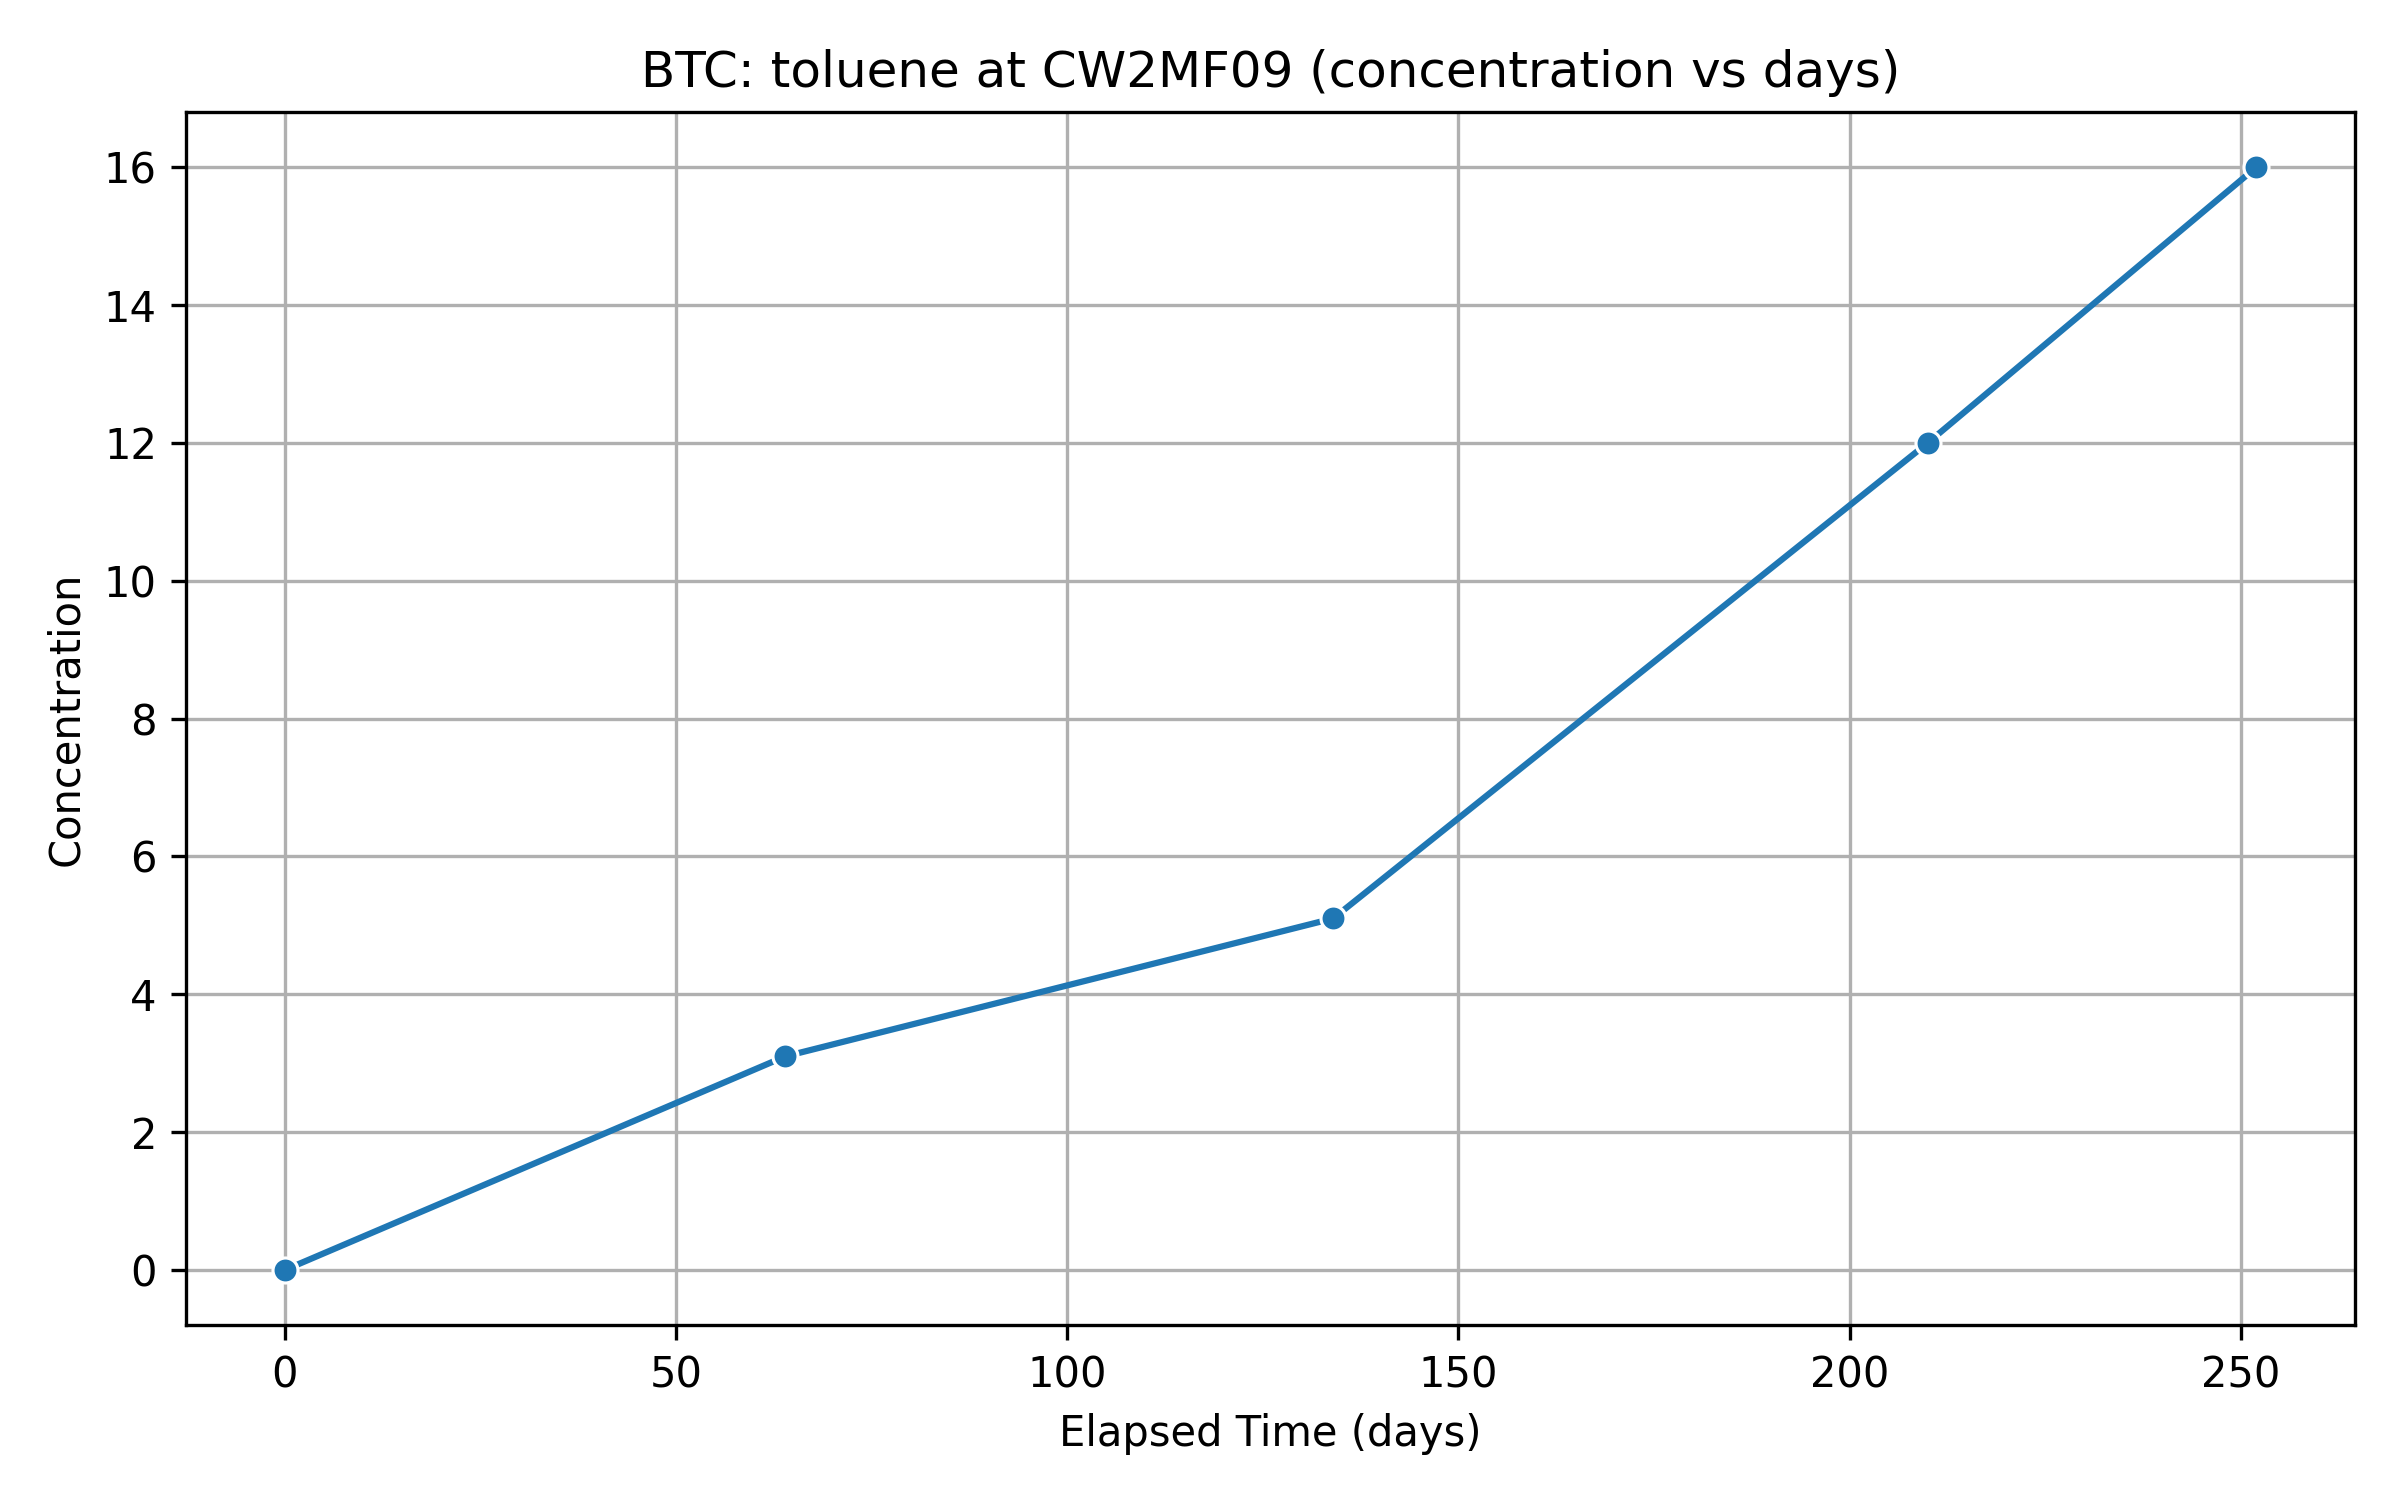 BTC: toluene at CW2MF09 (concentration vs days)
16
14
12
10
8
6
4
2
0
Concentration
0 50 100 150 200 250
Elapsed Time (days)